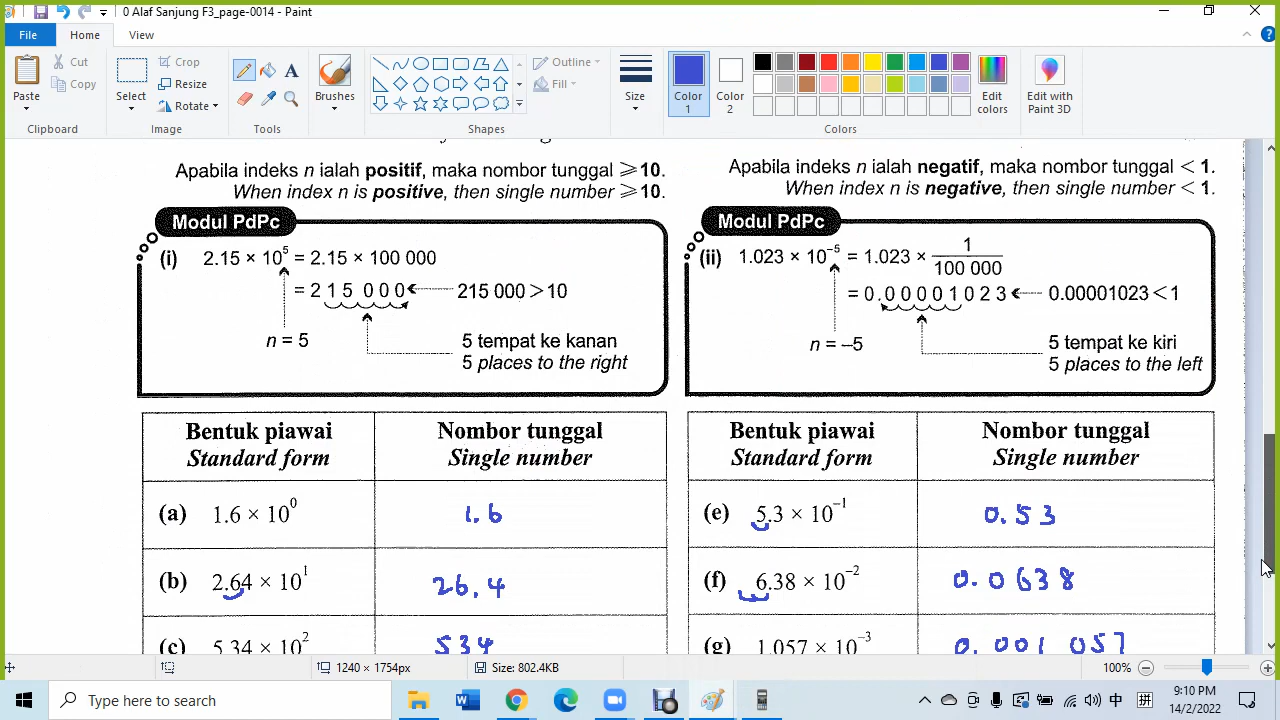 0 Alaf Sanjung F3_page-0014 - Paint
File Home View
Paste Cut Copy
Clipboard
Select Crop Resize Rotate
Image
A
Tools
Brushes
Shapes
Outline
Fill
Size
Color 1
Color 2
Edit colors
Colors
Edit with Paint 3D
Apabila indeks n ialah positif, maka nombor tunggal ⩾ 10.
When index n is positive, then single number ⩾ 10.
Modul PdPc
(i) 2.15 × 10⁵ = 2.15 × 100 000
= 2 1 5 0 0 0 215 000 > 10
n = 5
5 tempat ke kanan
5 places to the right
Bentuk piawai Nombor tunggal
Standard form Single number
(a) 1.6 × 10⁰ 1.6
(b) 2.64 × 10¹ 26.4
(c) 5.34 × 10² 534
Apabila indeks n ialah negatif, maka nombor tunggal < 1.
When index n is negative, then single number < 1.
Modul PdPc
(ii) 1.023 × 10⁻⁵ = 1.023 × 1/100 000
= 0.0 0 0 0 1 0 2 3 0.00001023 < 1
n = –5
5 tempat ke kiri
5 places to the left
Bentuk piawai Nombor tunggal
Standard form Single number
(e) 5.3 × 10⁻¹ 0.53
(f) 6.38 × 10⁻² 0.0638
(g) 1.057 × 10⁻³ 0.001057
1240 × 1754px Size: 802.4KB 100%
Type here to search
中 拼 9:10 PM
14/2/2022